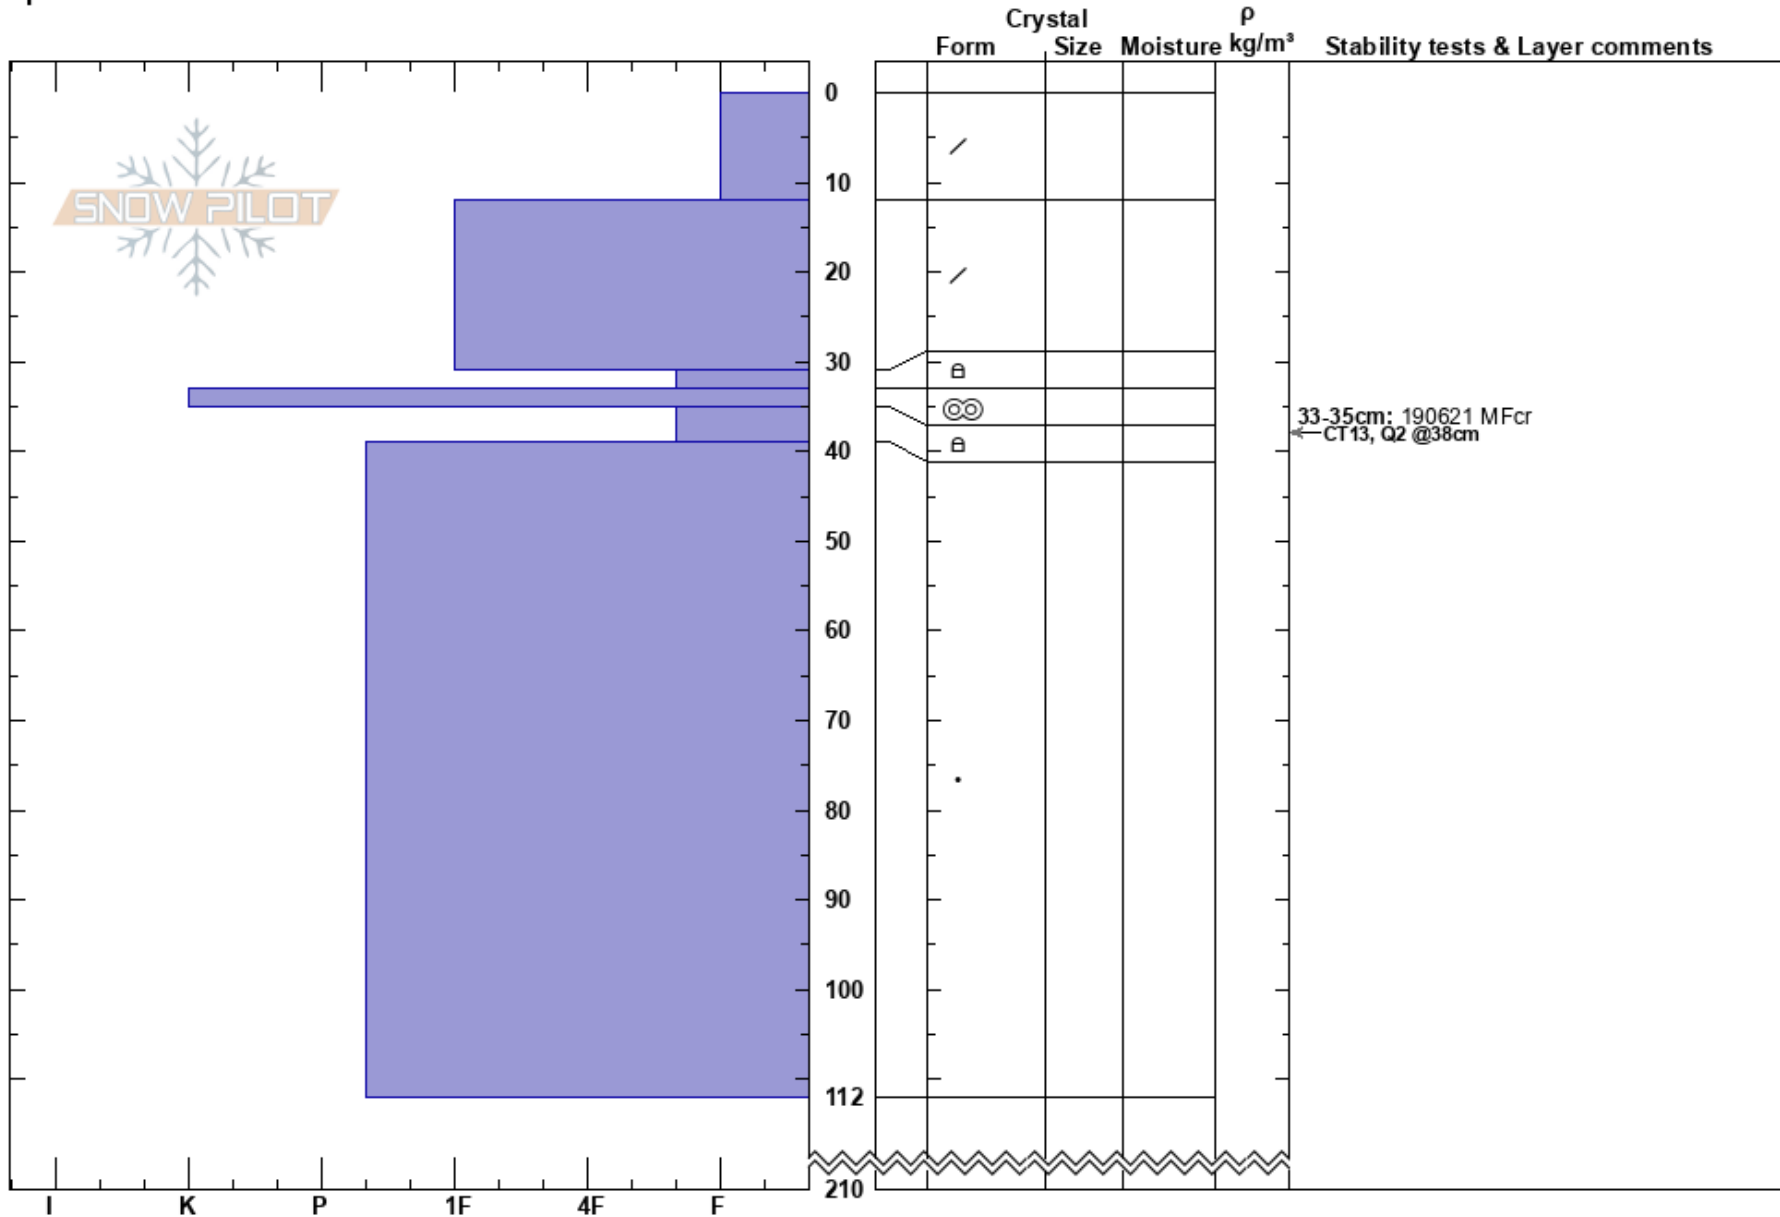 Crystal
ρ
Form Size Moisture kg/m³ Stability tests & Layer comments
0
SNOW PILOT
10
20
30
33-35cm: 190621 MFcr
CT13, Q2 @38cm
40
50
60
70
80
90
100
112
210
I K P 1F 4F F